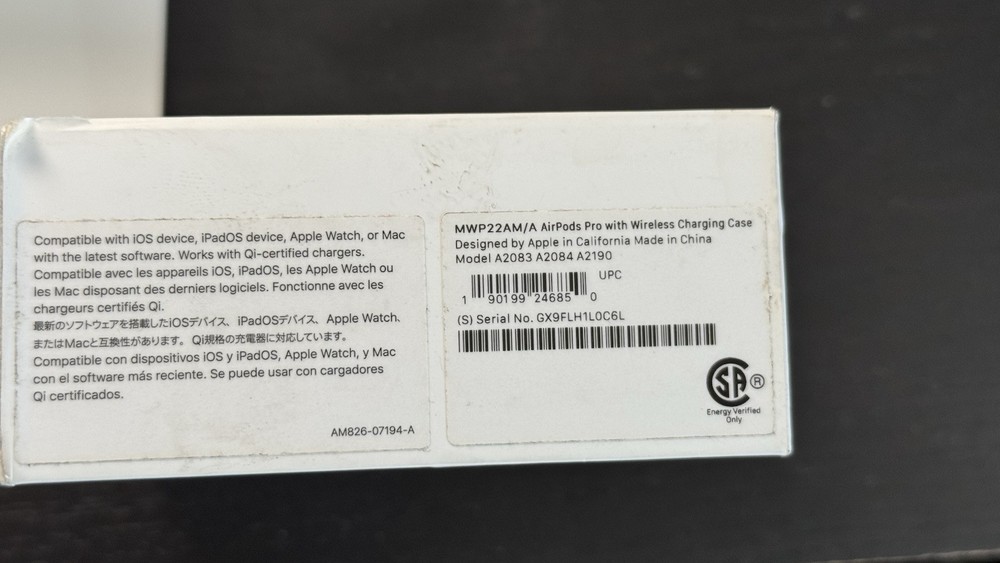 Compatible with iOS device, iPadOS device, Apple Watch, or Mac
with the latest software. Works with Qi-certified chargers.
Compatible avec les appareils iOS, iPadOS, les Apple Watch ou
les Mac disposant des derniers logiciels. Fonctionne avec les
chargeurs certifiés Qi.
最新のソフトウェアを搭載したiOSデバイス、iPadOSデバイス、Apple Watch、
またはMacと互換性があります。Qi規格の充電器に対応しています。
Compatible con dispositivos iOS y iPadOS, Apple Watch, y Mac
con el software más reciente. Se puede usar con cargadores
Qi certificados.
AM826-07194-A
MWP22AM/A AirPods Pro with Wireless Charging Case
Designed by Apple in California Made in China
Model A2083 A2084 A2190
UPC
1 90199 24685 0
(S) Serial No. GX9FLH1L0C6L
SA ®
Energy Verified
Only